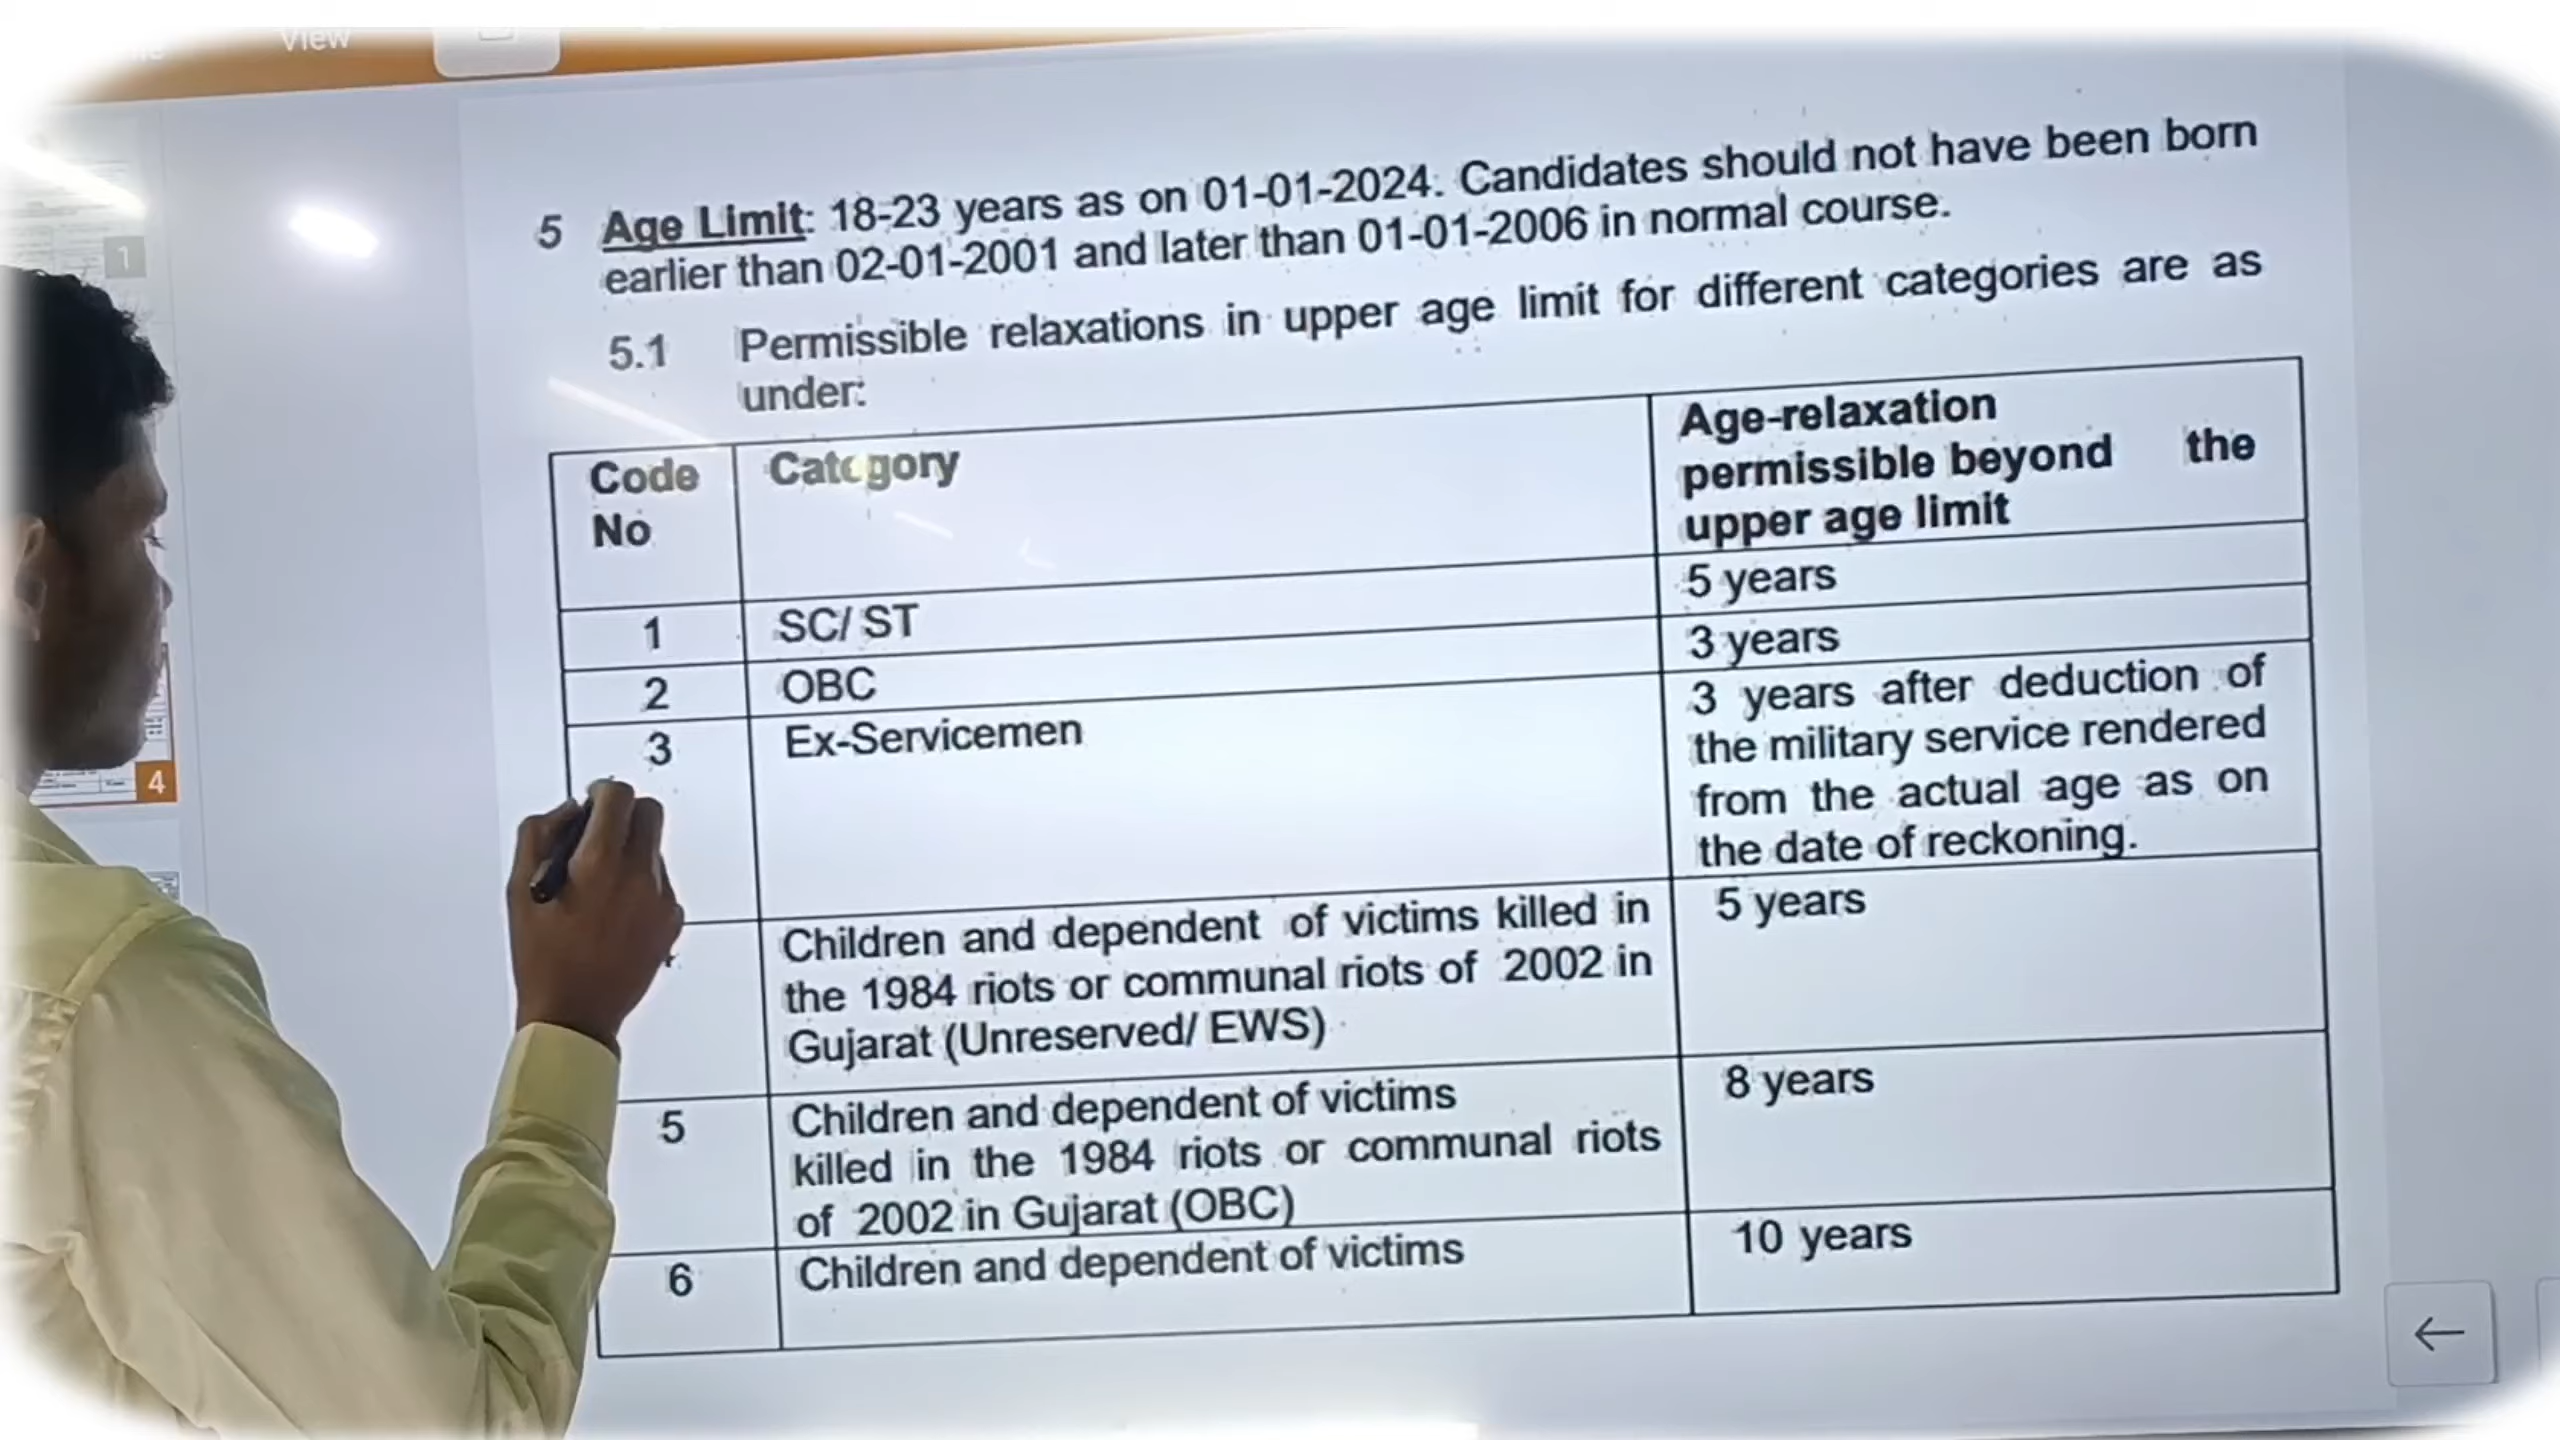 View
1
5 Age Limit: 18-23 years as on 01-01-2024. Candidates should not have been born
earlier than 02-01-2001 and later than 01-01-2006 in normal course.
5.1 Permissible relaxations in upper age limit for different categories are as
under:
Code No
Category
Age-relaxation
permissible beyond the
upper age limit
1 SC/ ST 5 years
2 OBC 3 years
3 Ex-Servicemen 3 years after deduction of
the military service rendered
from the actual age as on
the date of reckoning.
4
Children and dependent of victims killed in 5 years
the 1984 riots or communal riots of 2002 in
Gujarat (Unreserved/ EWS)
5 Children and dependent of victims 8 years
killed in the 1984 riots or communal riots
of 2002 in Gujarat (OBC)
6 Children and dependent of victims 10 years